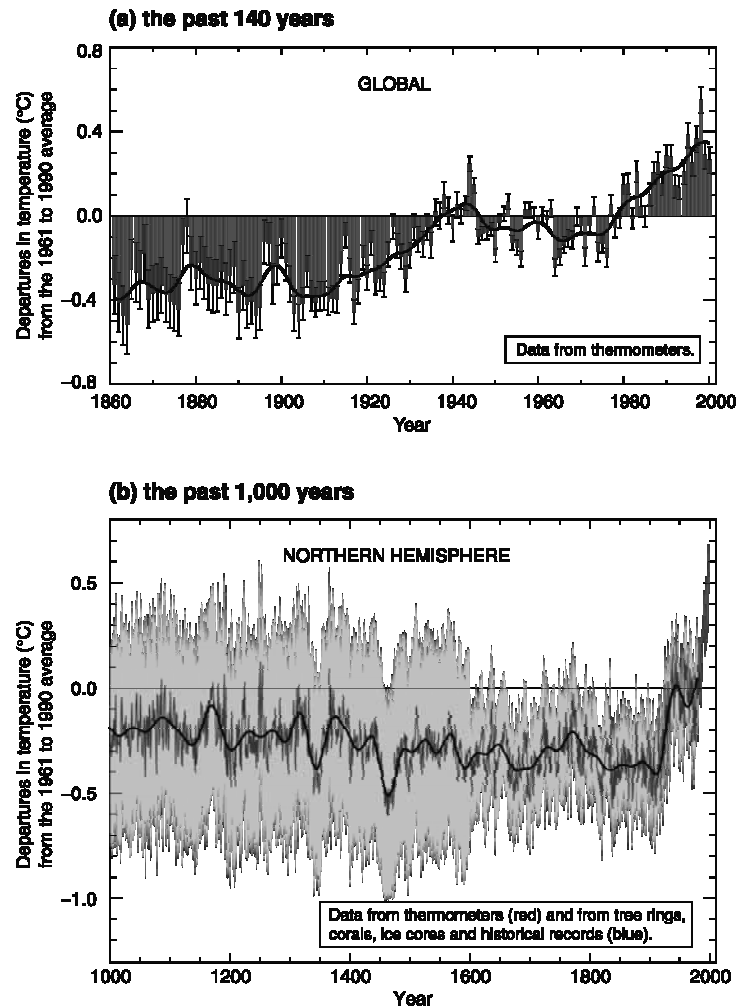 (a) the past 140 years
GLOBAL
Departures in temperature (°C)
from the 1961 to 1990 average
0.8
0.4
0.0
−0.4
−0.8
Data from thermometers.
1860 1880 1900 1920 1940 1960 1980 2000
Year
(b) the past 1,000 years
NORTHERN HEMISPHERE
Departures in temperature (°C)
from the 1961 to 1990 average
0.5
0.0
−0.5
−1.0
Data from thermometers (red) and from tree rings,
corals, ice cores and historical records (blue).
1000 1200 1400 1600 1800 2000
Year